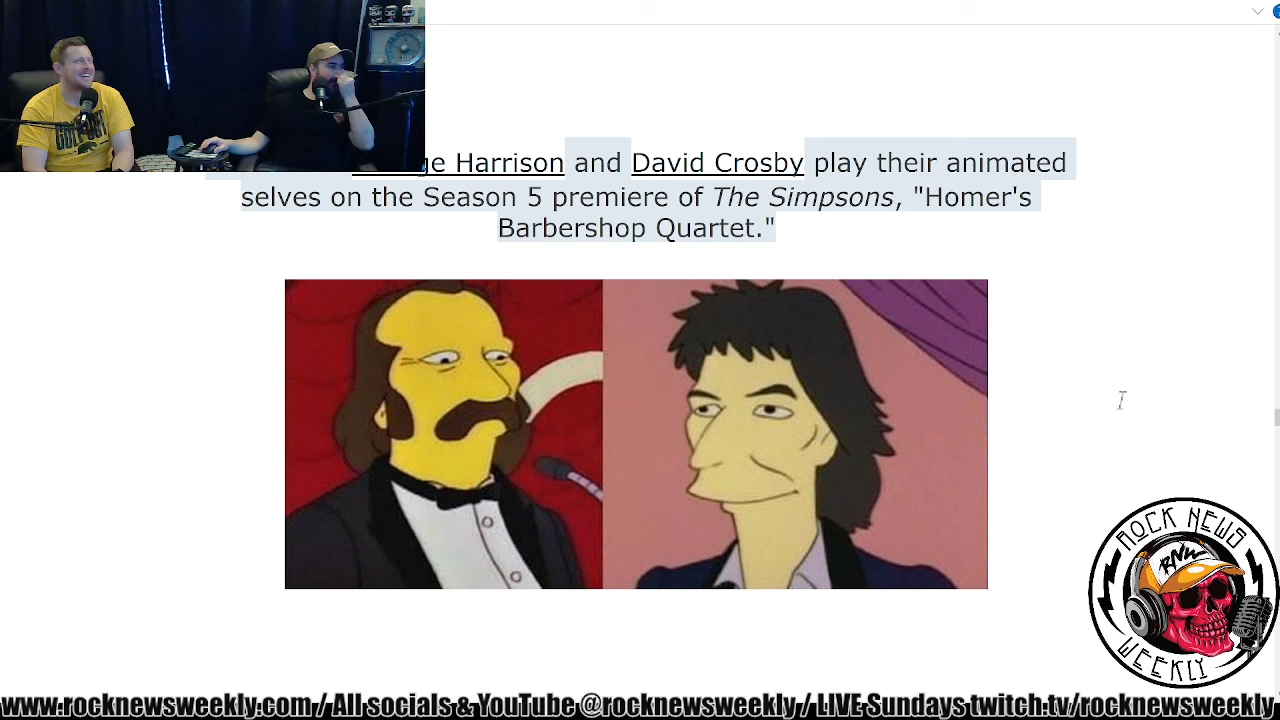 Harrison and David Crosby play their animated
selves on the Season 5 premiere of The Simpsons, "Homer's
Barbershop Quartet."
ROCK NEWS
RNW
WEEKLY
www.rocknewsweekly.com / All socials & YouTube @rocknewsweekly / LIVE Sundays twitch.tv/rocknewsweekly